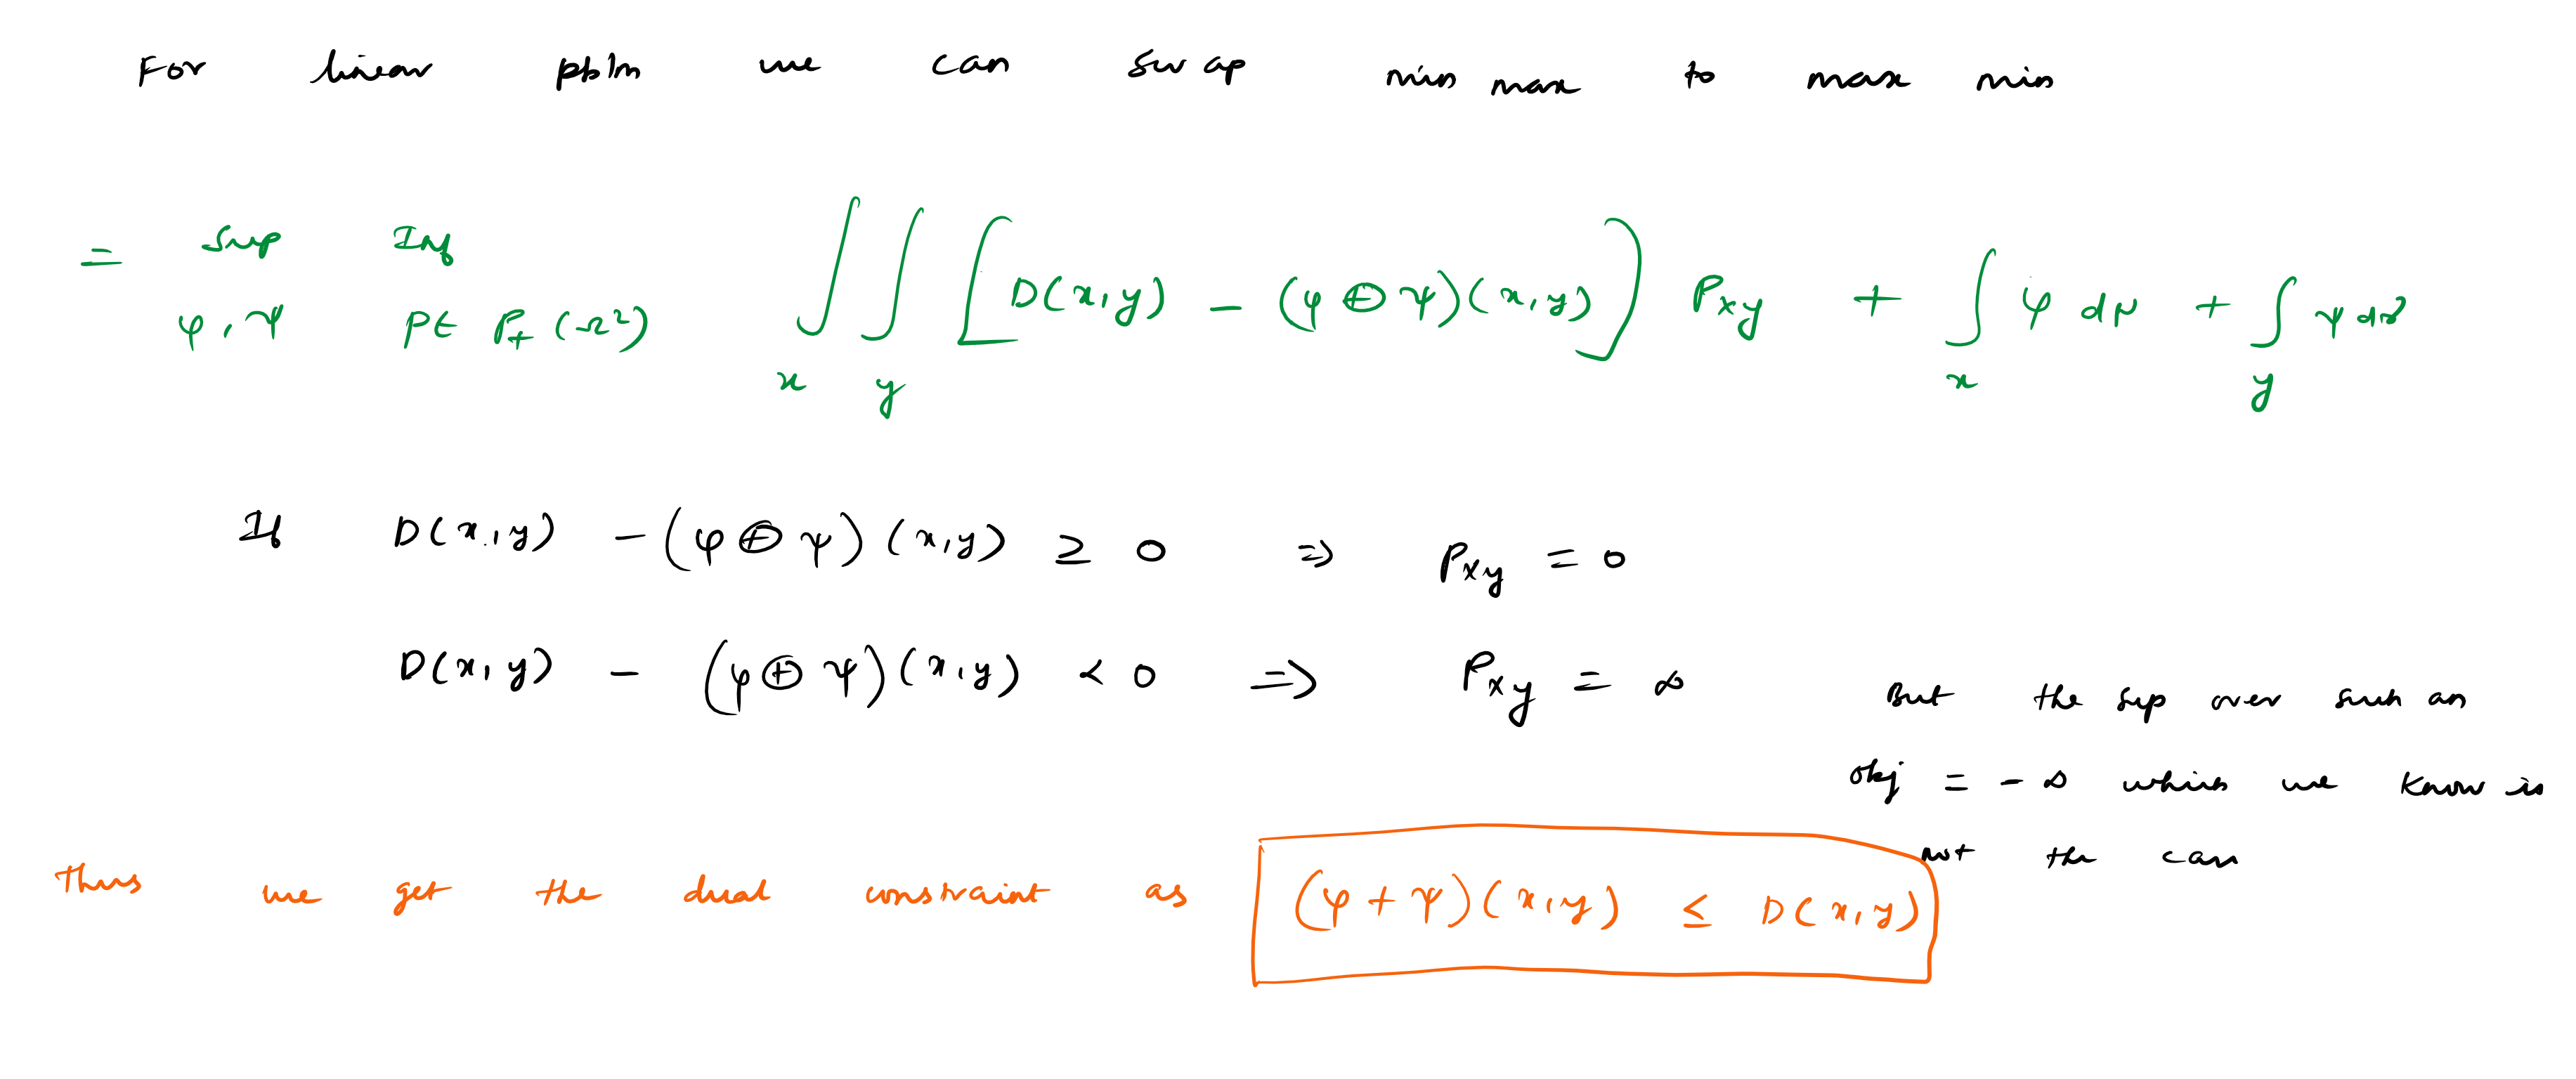 For linear pblm we can swap min max to max min
= Sup Inf ∫∫ [D(x,y) - (φ⊕ψ)(x,y)] Pxy + ∫ φ dμ + ∫ ψ dν
φ,ψ P∈ P+(Ω²) x y x y
If D(x,y) - (φ⊕ψ)(x,y) ≥ 0 ⇒ Pxy = 0
D(x,y) - (φ⊕ψ)(x,y) < 0 ⇒ Pxy = ∞
But the sup over such an
obj = -∞ which we know is
not the case
Thus we get the dual constraint as (φ+ψ)(x,y) ≤ D(x,y)